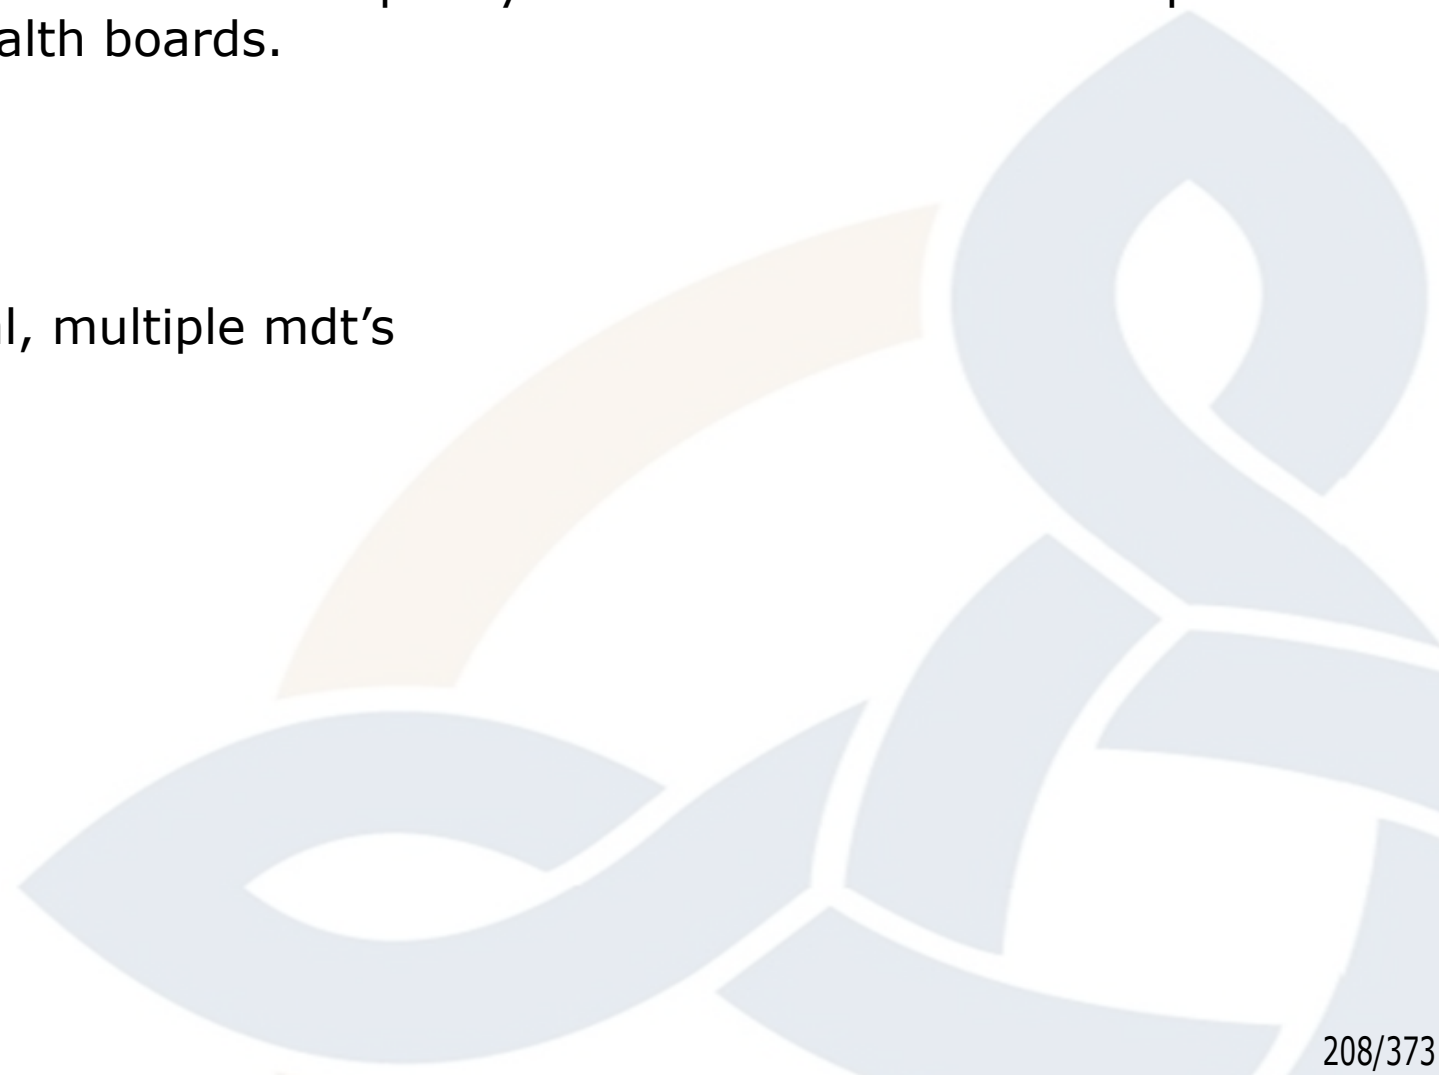 alth boards.
l, multiple mdt’s
208/373